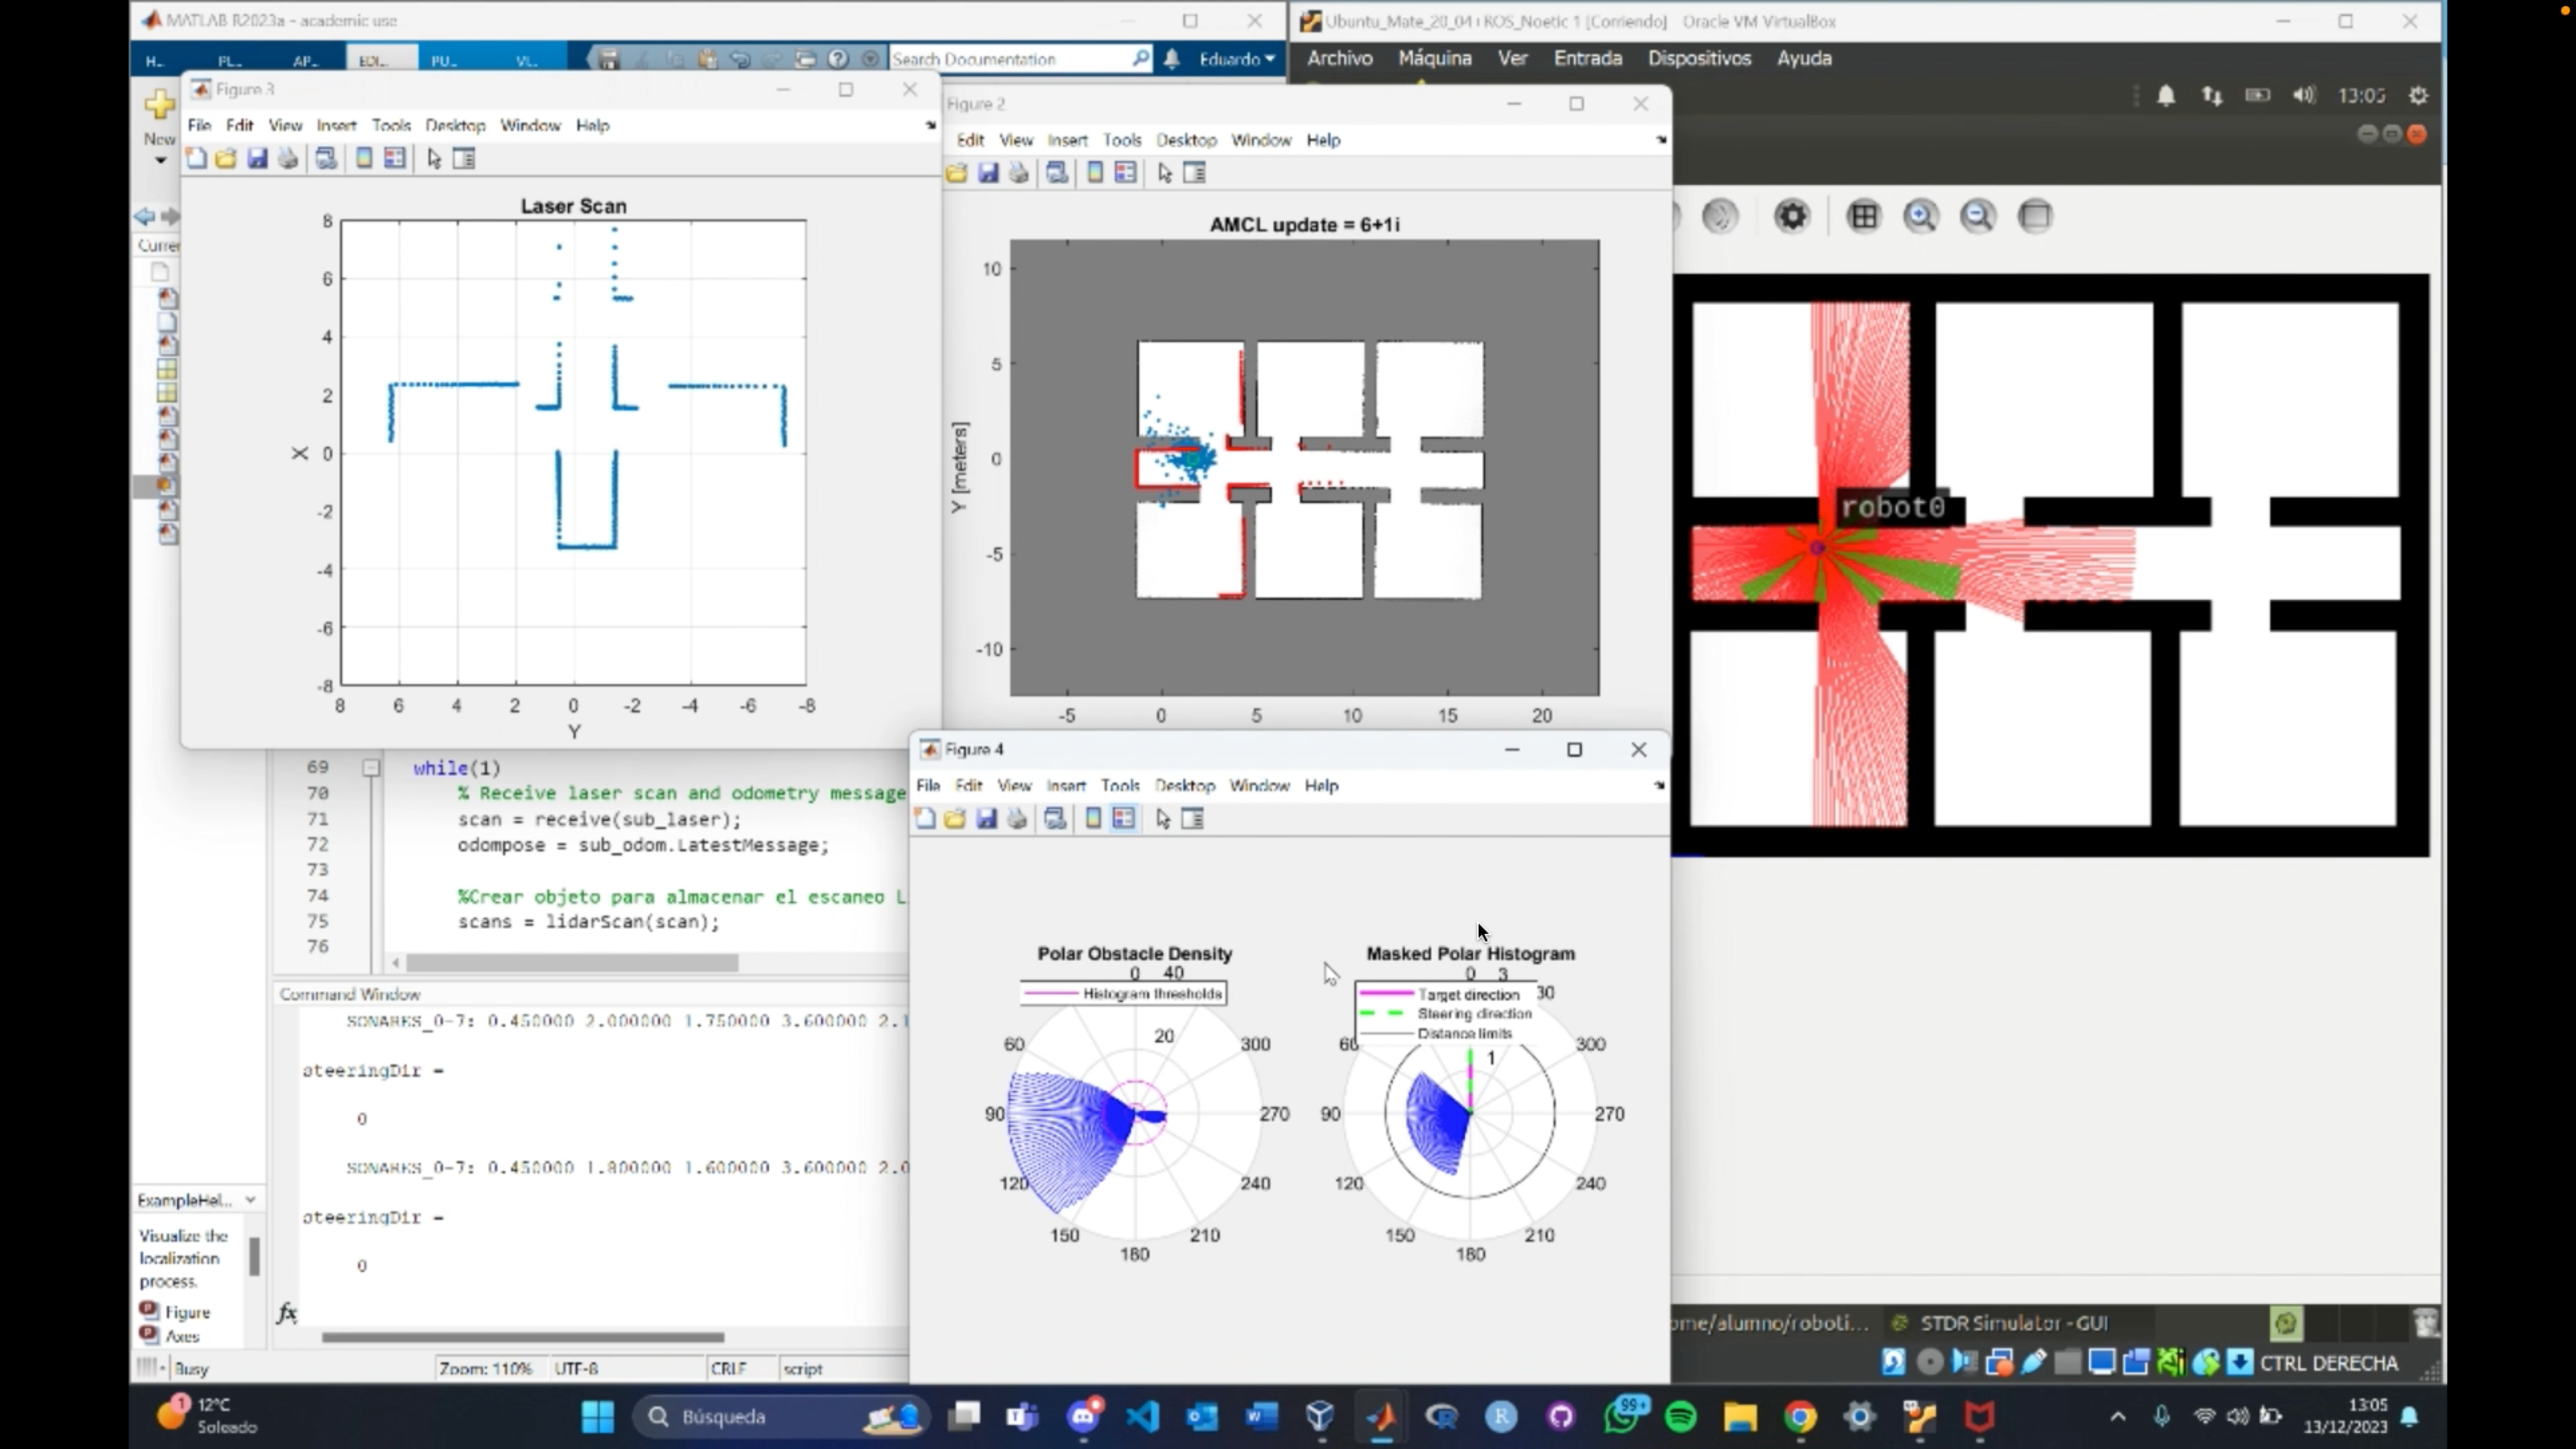 MATLAB R2023a - academic use
H... PL... AP... EDI... PU... VI...
Search Documentation
Eduardo
New
Curre
Figure 3
File Edit View Insert Tools Desktop Window Help
Laser Scan
8
6
4
2
0
-2
-4
-6
-8
X
8 6 4 2 0 -2 -4 -6 -8
Y
Figure 2
Edit View Insert Tools Desktop Window Help
AMCL update = 6+1i
10
5
0
-5
-10
Y [meters]
-5 0 5 10 15 20
Ubuntu_Mate_20_04+ROS_Noetic 1 [Corriendo] Oracle VM VirtualBox
Archivo Máquina Ver Entrada Dispositivos Ayuda
13:05
robot0
69 while(1)
70 % Receive laser scan and odometry message
71 scan = receive(sub_laser);
72 odompose = sub_odom.LatestMessage;
73
74 %Crear objeto para almacenar el escaneo L
75 scans = lidarScan(scan);
76
Command Window
SONARES_0-7: 0.450000 2.000000 1.750000 3.600000 2.1
steeringDir =
0
SONARES_0-7: 0.450000 1.800000 1.600000 3.600000 2.0
steeringDir =
0
fx
ExampleHel...
Visualize the
localization
process.
Figure
Axes
Busy
Zoom: 110% UTF-8 CRLF script
Figure 4
File Edit View Insert Tools Desktop Window Help
Polar Obstacle Density
0 40
Histogram thresholds
20
60 300
90 270
120 240
150 210
180
Masked Polar Histogram
0 3
30
Target direction
Steering direction
Distance limits
1
60 300
90 270
120 240
150 210
180
ome/alumno/roboti... STDR Simulator - GUI
CTRL DERECHA
1
12°C
Soleado
Búsqueda
99+
13:05
13/12/2023